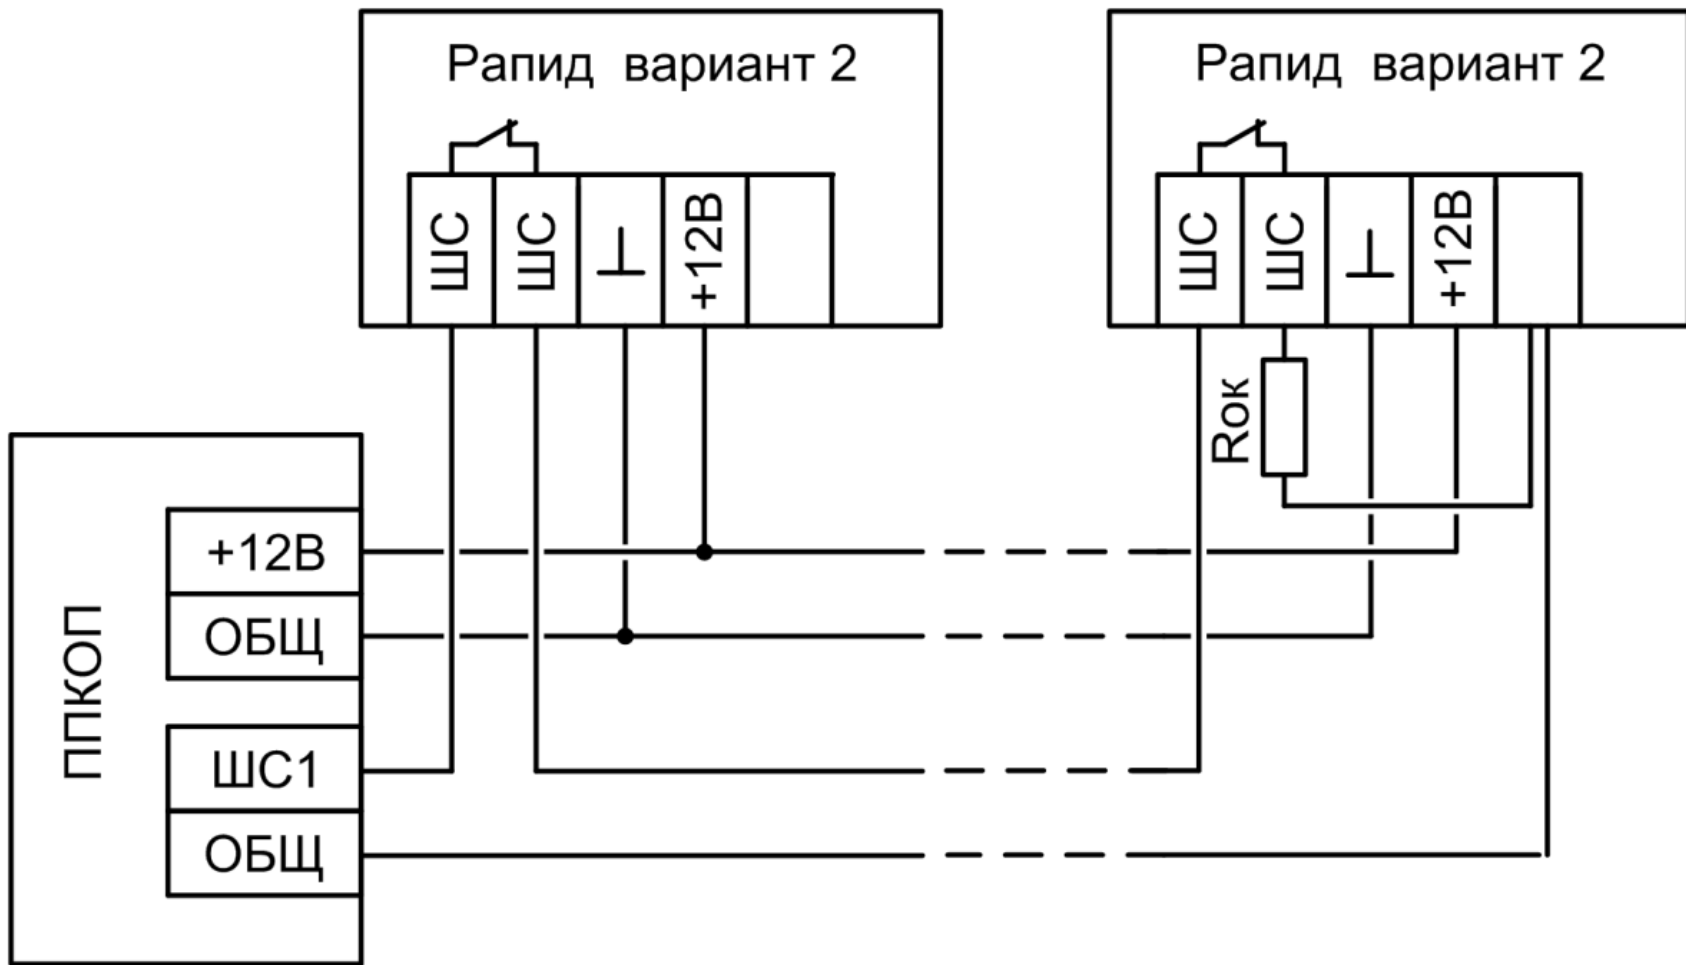 Рапид вариант 2
ШС
ШС
+12В
Рапид вариант 2
ШС
ШС
+12В
Rок
ППКОП
+12В
ОБЩ
ШС1
ОБЩ